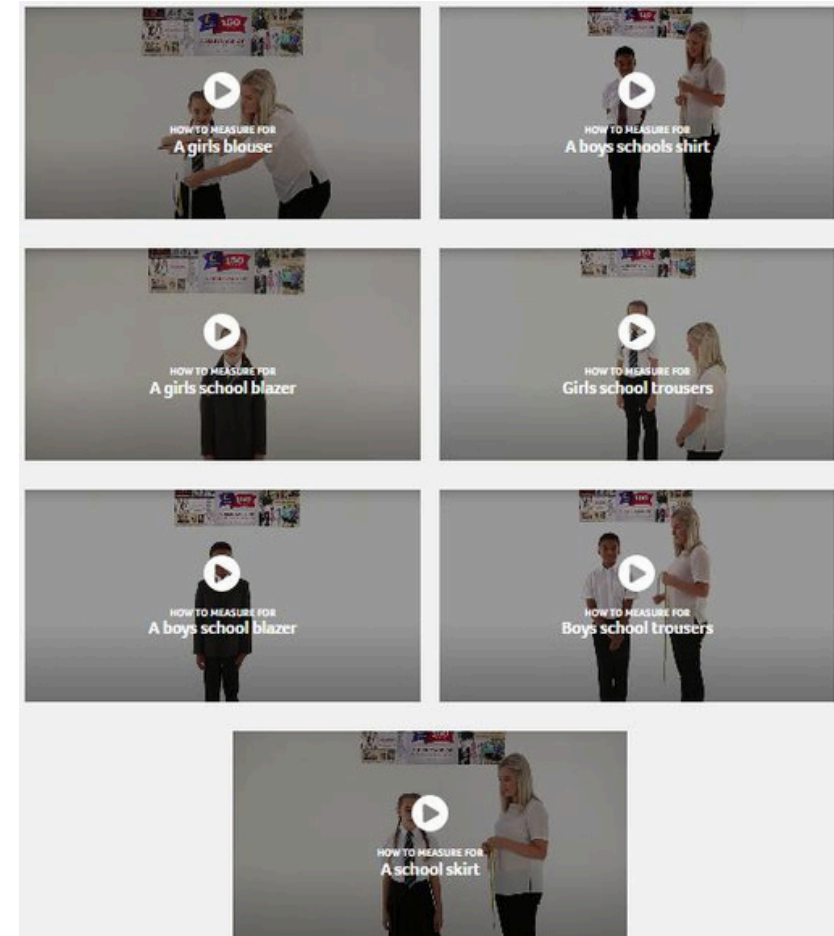 HOW TO MEASURE FOR
A girls blouse
HOW TO MEASURE FOR
A boys schools shirt
HOW TO MEASURE FOR
A girls school blazer
HOW TO MEASURE FOR
Girls school trousers
HOW TO MEASURE FOR
A boys school blazer
HOW TO MEASURE FOR
Boys school trousers
HOW TO MEASURE FOR
A school skirt